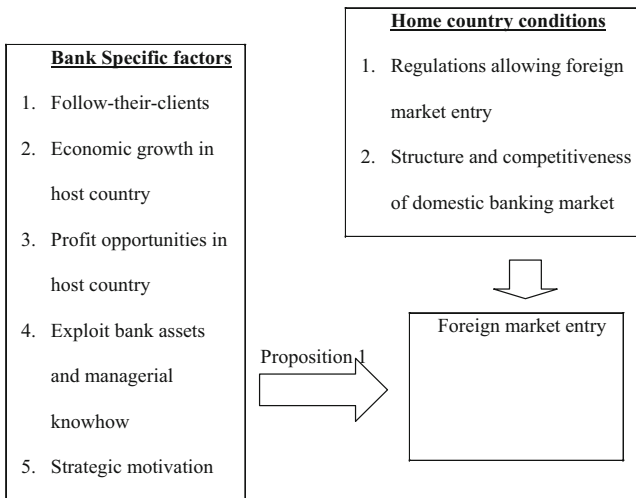 Bank Specific factors
1. Follow-their-clients
2. Economic growth in
host country
3. Profit opportunities in
host country
4. Exploit bank assets
and managerial
knowhow
5. Strategic motivation
Home country conditions
1. Regulations allowing foreign
market entry
2. Structure and competitiveness
of domestic banking market
Proposition 1
Foreign market entry